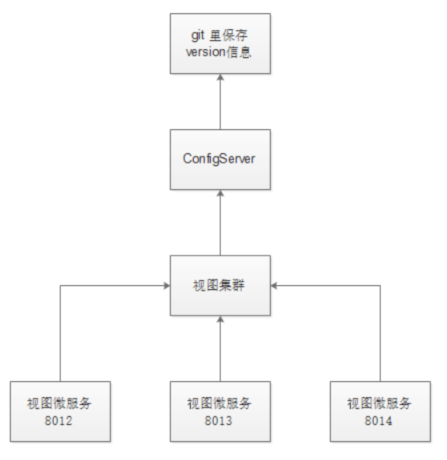 git 里保存
version信息
ConfigServer
视图集群
视图微服务
8012
视图微服务
8013
视图微服务
8014